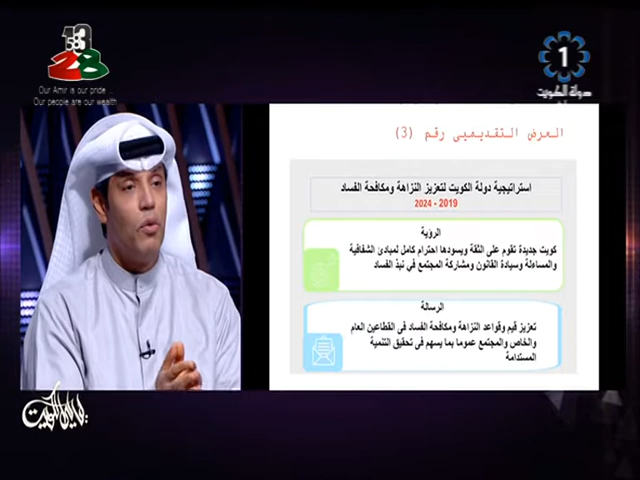 Our Amir is our pride ..
Our people are our wealth
1
دولة الكويت
العرض التقديمي رقم (3)
استراتيجية دولة الكويت لتعزيز النزاهة ومكافحة الفساد
2019 - 2024
الرؤية
كويت جديدة تقوم على الثقة ويسودها احترام كامل لمبادئ الشفافية
والمساءلة وسيادة القانون ومشاركة المجتمع في نبذ الفساد
الرسالة
تعزيز قيم وقواعد النزاهة ومكافحة الفساد فى القطاعين العام
والخاص والمجتمع عموما بما يسهم فى تحقيق التنمية
المستدامة